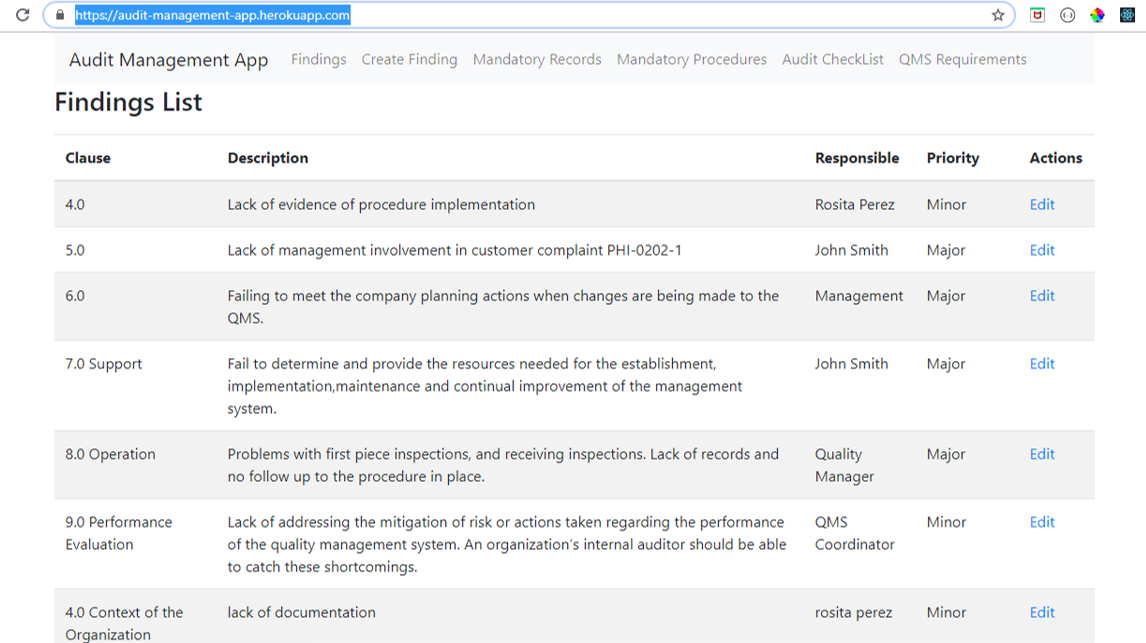 https://audit-management-app.herokuapp.com
Audit Management App Findings Create Finding Mandatory Records Mandatory Procedures Audit CheckList QMS Requirements
Findings List
Clause Description Responsible Priority Actions
4.0 Lack of evidence of procedure implementation Rosita Perez Minor Edit
5.0 Lack of management involvement in customer complaint PHI-0202-1 John Smith Major Edit
6.0 Failing to meet the company planning actions when changes are being made to the Management Major Edit
QMS.
7.0 Support Fail to determine and provide the resources needed for the establishment, John Smith Major Edit
implementation,maintenance and continual improvement of the management
system.
8.0 Operation Problems with first piece inspections, and receiving inspections. Lack of records and Quality Major Edit
no follow up to the procedure in place. Manager
9.0 Performance Lack of addressing the mitigation of risk or actions taken regarding the performance QMS Minor Edit
Evaluation of the quality management system. An organization's internal auditor should be able Coordinator
to catch these shortcomings.
4.0 Context of the lack of documentation rosita perez Minor Edit
Organization